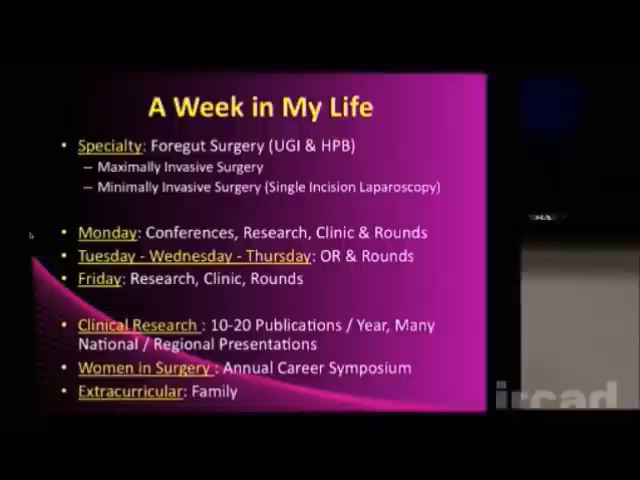 A Week in My Life
• Specialty: Foregut Surgery (UGI & HPB)
– Maximally Invasive Surgery
– Minimally Invasive Surgery (Single Incision Laparoscopy)
• Monday: Conferences, Research, Clinic & Rounds
• Tuesday - Wednesday - Thursday: OR & Rounds
• Friday: Research, Clinic, Rounds
• Clinical Research : 10-20 Publications / Year, Many
National / Regional Presentations
• Women in Surgery : Annual Career Symposium
• Extracurricular: Family
ircad